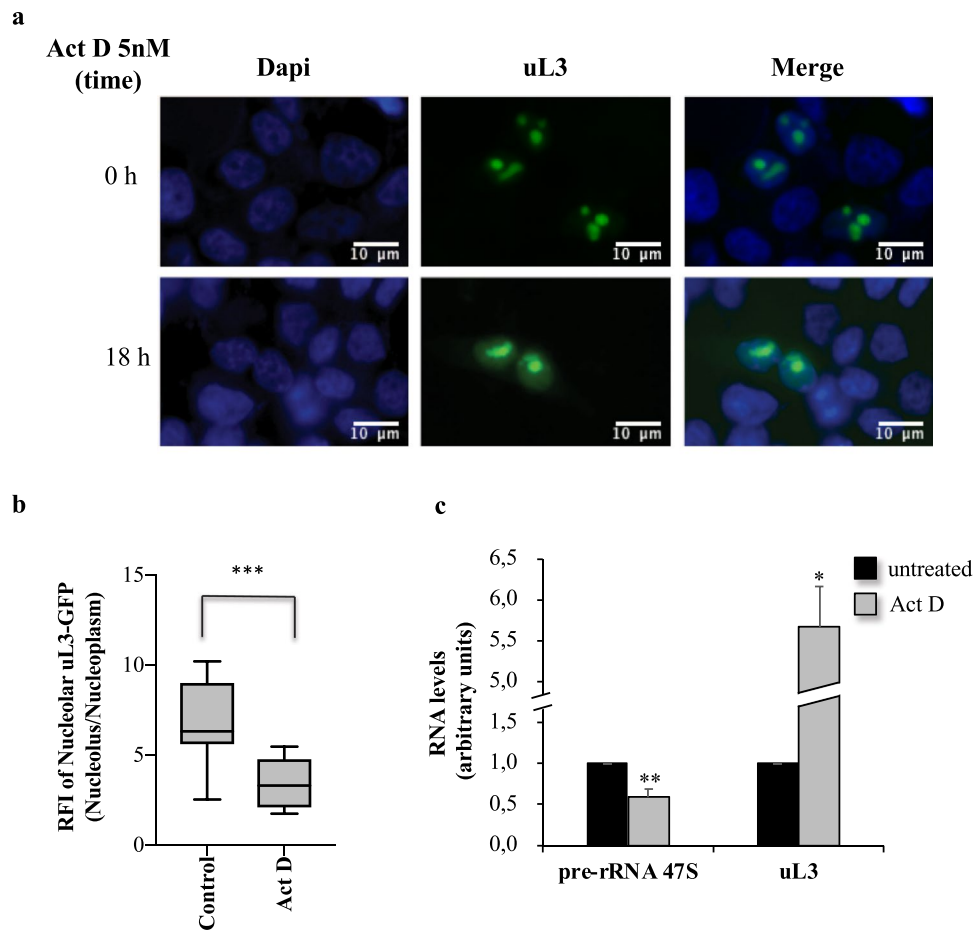 a
Act D 5nM
(time)
Dapi
uL3
Merge
0 h
10 µm
10 µm
10 µm
18 h
10 µm
10 µm
10 µm
b
RFI of Nucleolar uL3-GFP
(Nucleolus/Nucleoplasm)
15
10
5
0
***
Control
Act D
c
RNA levels
(arbitrary units)
6,5
6,0
5,5
5,0
1,5
1,0
0,5
0,0
**
*
pre-rRNA 47S
uL3
untreated
Act D